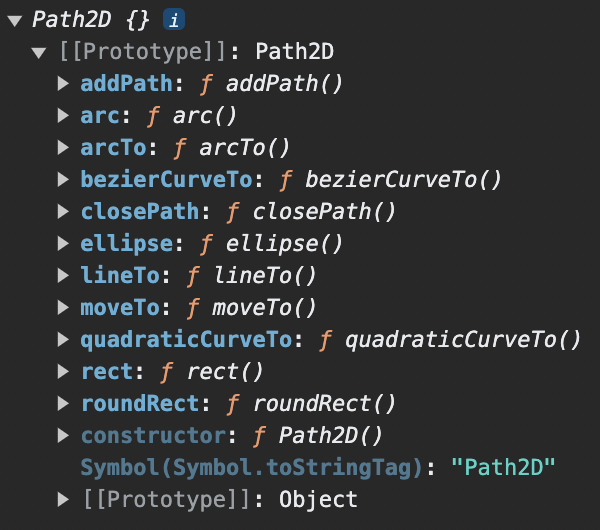 ▼ Path2D {} i
▼ [[Prototype]]: Path2D
▶ addPath: ƒ addPath()
▶ arc: ƒ arc()
▶ arcTo: ƒ arcTo()
▶ bezierCurveTo: ƒ bezierCurveTo()
▶ closePath: ƒ closePath()
▶ ellipse: ƒ ellipse()
▶ lineTo: ƒ lineTo()
▶ moveTo: ƒ moveTo()
▶ quadraticCurveTo: ƒ quadraticCurveTo()
▶ rect: ƒ rect()
▶ roundRect: ƒ roundRect()
▶ constructor: ƒ Path2D()
Symbol(Symbol.toStringTag): "Path2D"
▶ [[Prototype]]: Object